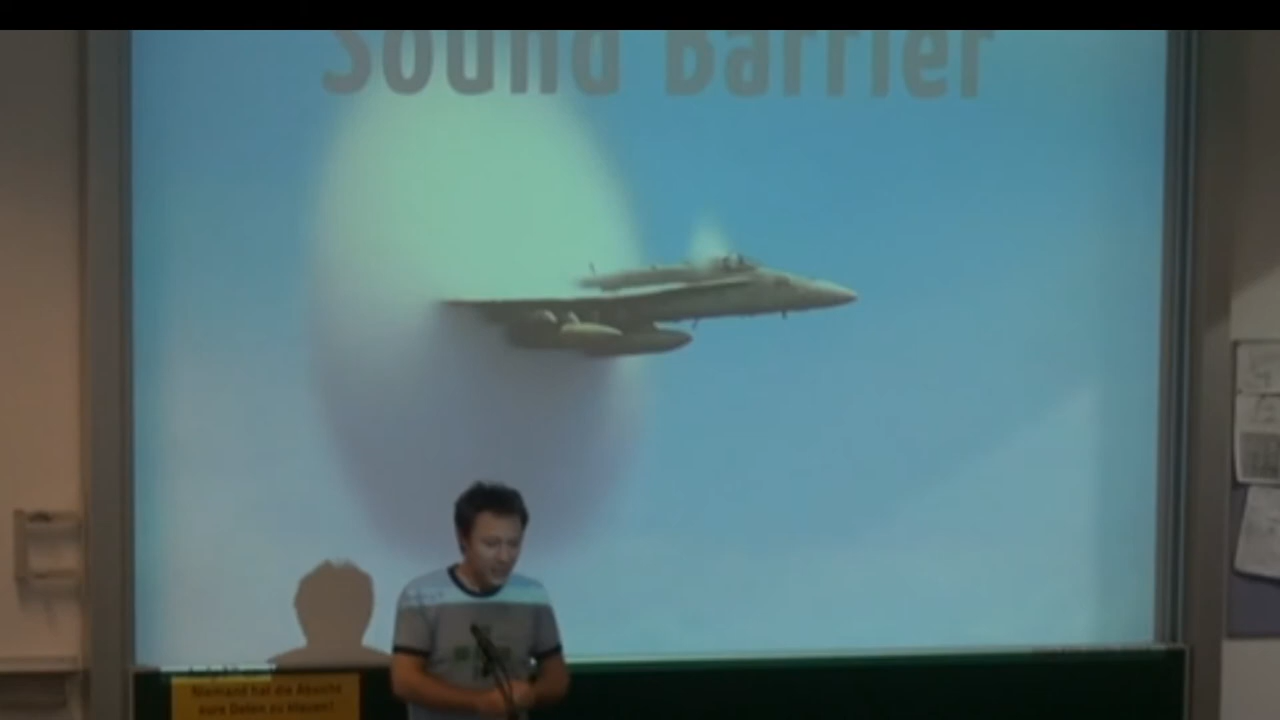 Sound Barrier
Niemand hat die Absicht
eure Daten zu klauen!